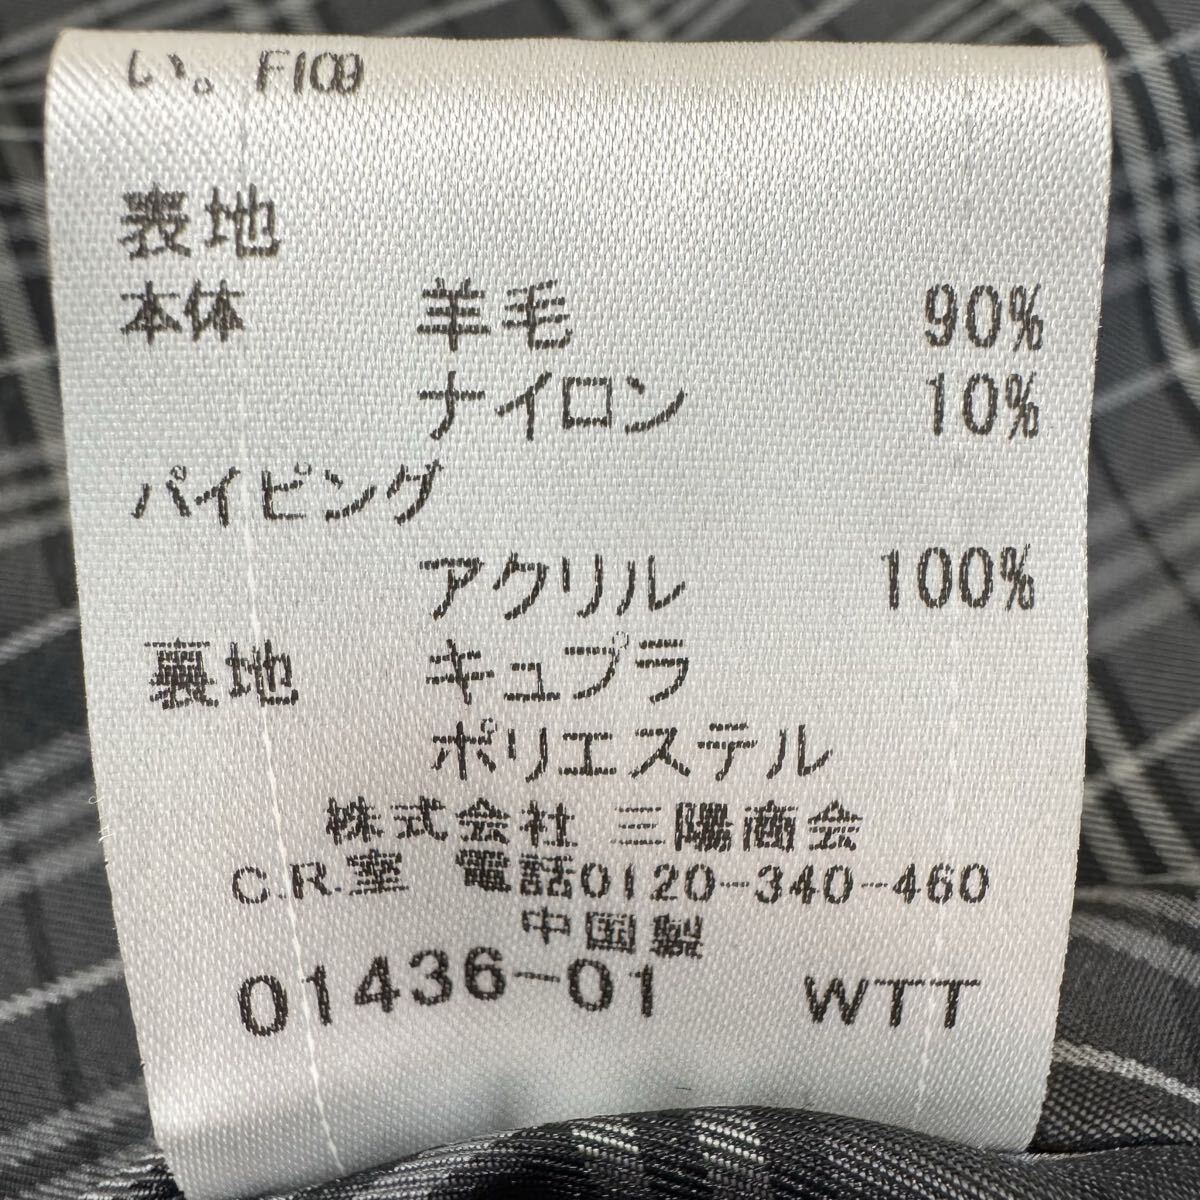 い。F109
表地
本体 羊毛 90%
ナイロン 10%
パイピング
アクリル 100%
裏地 キュプラ
ポリエステル
株式会社 三陽商会
C.R.室 電話0120-340-460
中国製
01436-01 WTT